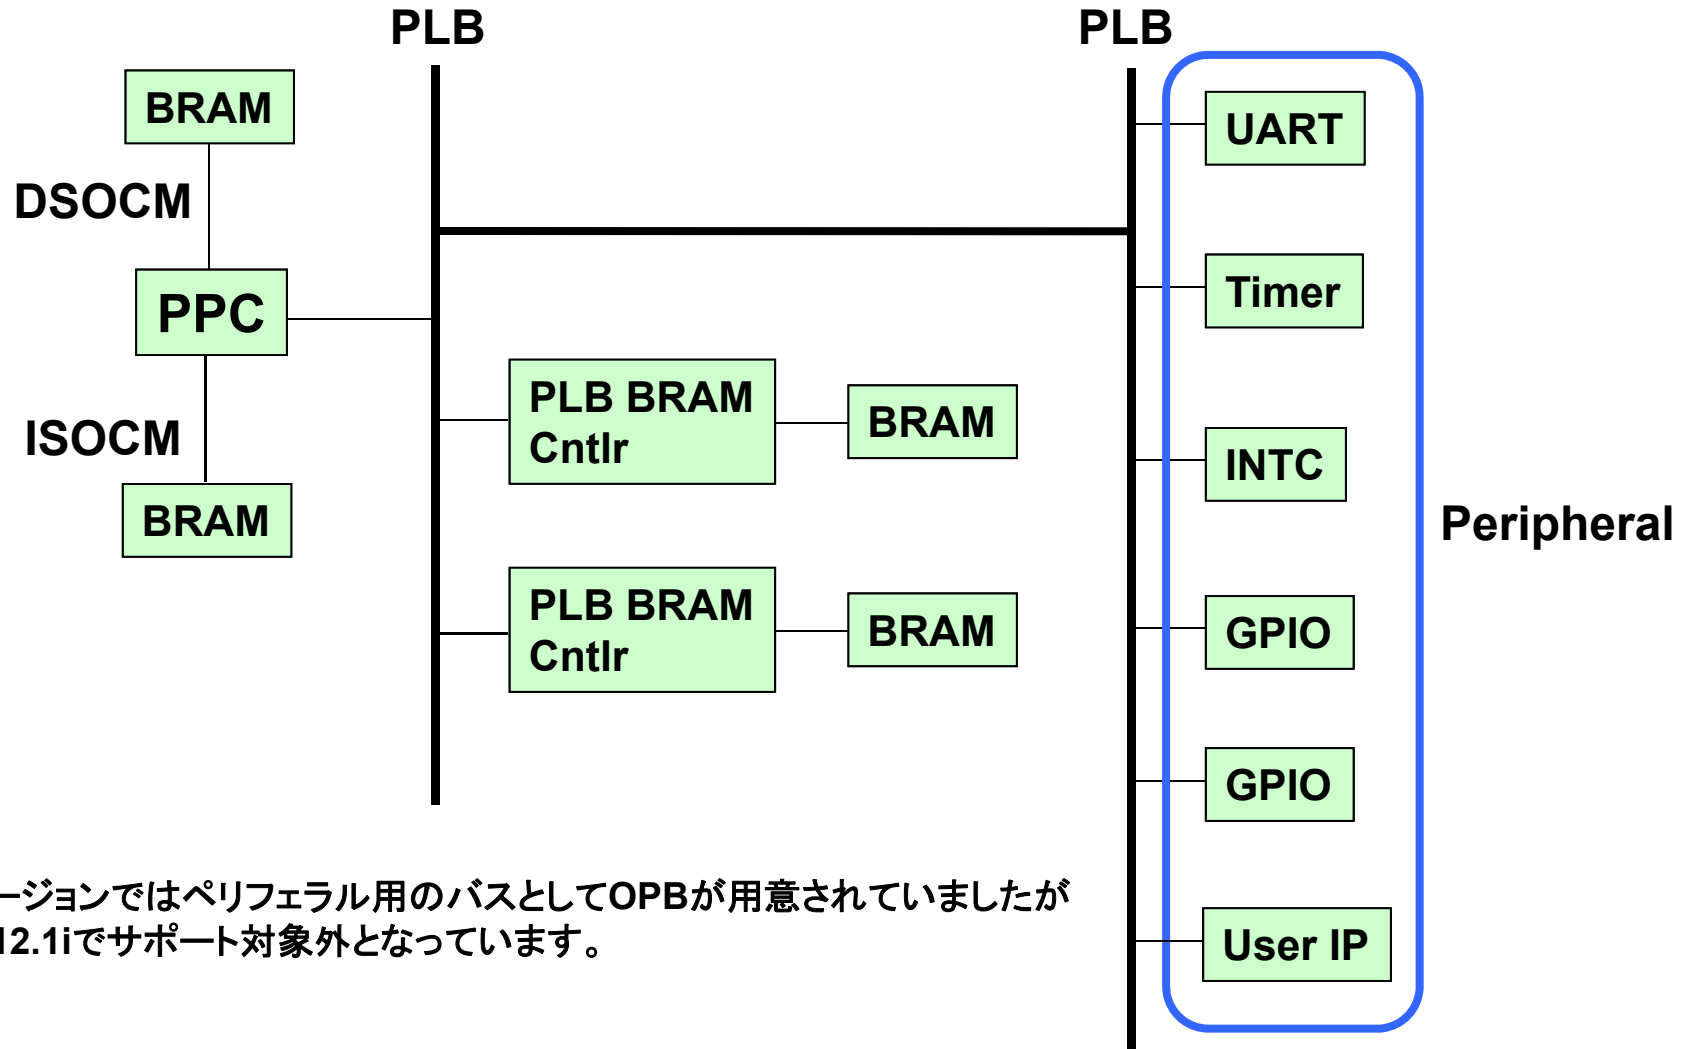 PLB
PLB
BRAM
UART
DSOCM
Timer
PPC
PLB BRAM
Cntlr
BRAM
ISOCM
INTC
BRAM
Peripheral
PLB BRAM
Cntlr
BRAM
GPIO
GPIO
ージョンではペリフェラル用のバスとしてOPBが用意されていましたが
12.1iでサポート対象外となっています。
User IP